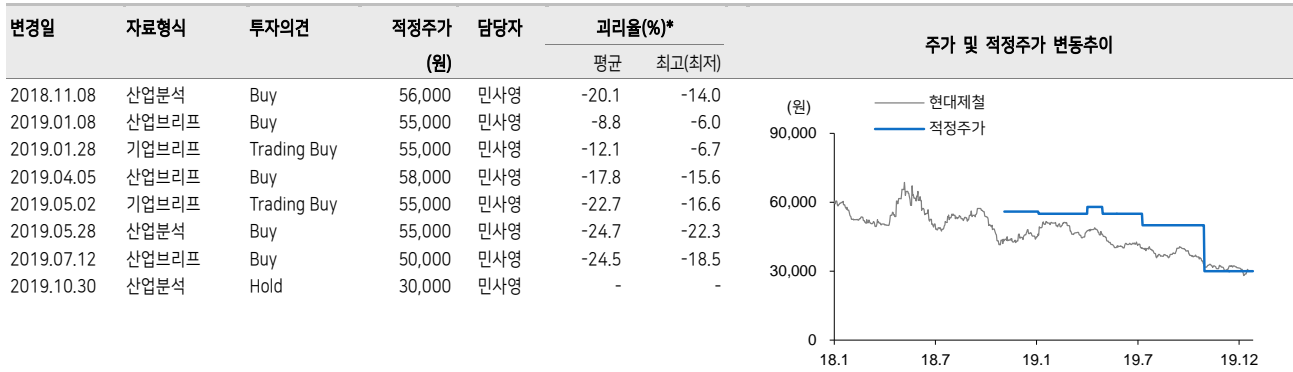 변경일 자료형식 투자의견 적정주가 담당자 괴리율(%)* 주가 및 적정주가 변동추이
(원) 평균 최고(최저)
2018.11.08 산업분석 Buy 56,000 민사영 -20.1 -14.0
2019.01.08 산업브리프 Buy 55,000 민사영 -8.8 -6.0
2019.01.28 기업브리프 Trading Buy 55,000 민사영 -12.1 -6.7
2019.04.05 산업브리프 Buy 58,000 민사영 -17.8 -15.6
2019.05.02 기업브리프 Trading Buy 55,000 민사영 -22.7 -16.6
2019.05.28 산업분석 Buy 55,000 민사영 -24.7 -22.3
2019.07.12 산업브리프 Buy 50,000 민사영 -24.5 -18.5
2019.10.30 산업분석 Hold 30,000 민사영 - -
(원) 현대제철
적정주가
90,000
60,000
30,000
0
18.1 18.7 19.1 19.7 19.12